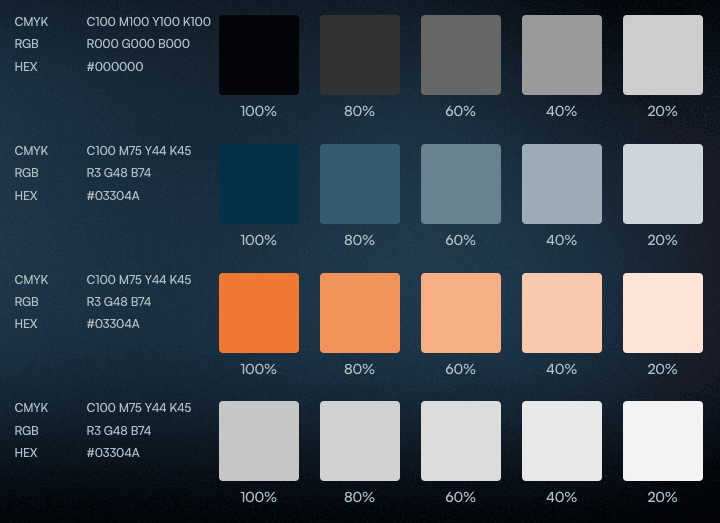 CMYK C100 M100 Y100 K100
RGB R000 G000 B000
HEX #000000
100% 80% 60% 40% 20%
CMYK C100 M75 Y44 K45
RGB R3 G48 B74
HEX #03304A
100% 80% 60% 40% 20%
CMYK C100 M75 Y44 K45
RGB R3 G48 B74
HEX #03304A
100% 80% 60% 40% 20%
CMYK C100 M75 Y44 K45
RGB R3 G48 B74
HEX #03304A
100% 80% 60% 40% 20%